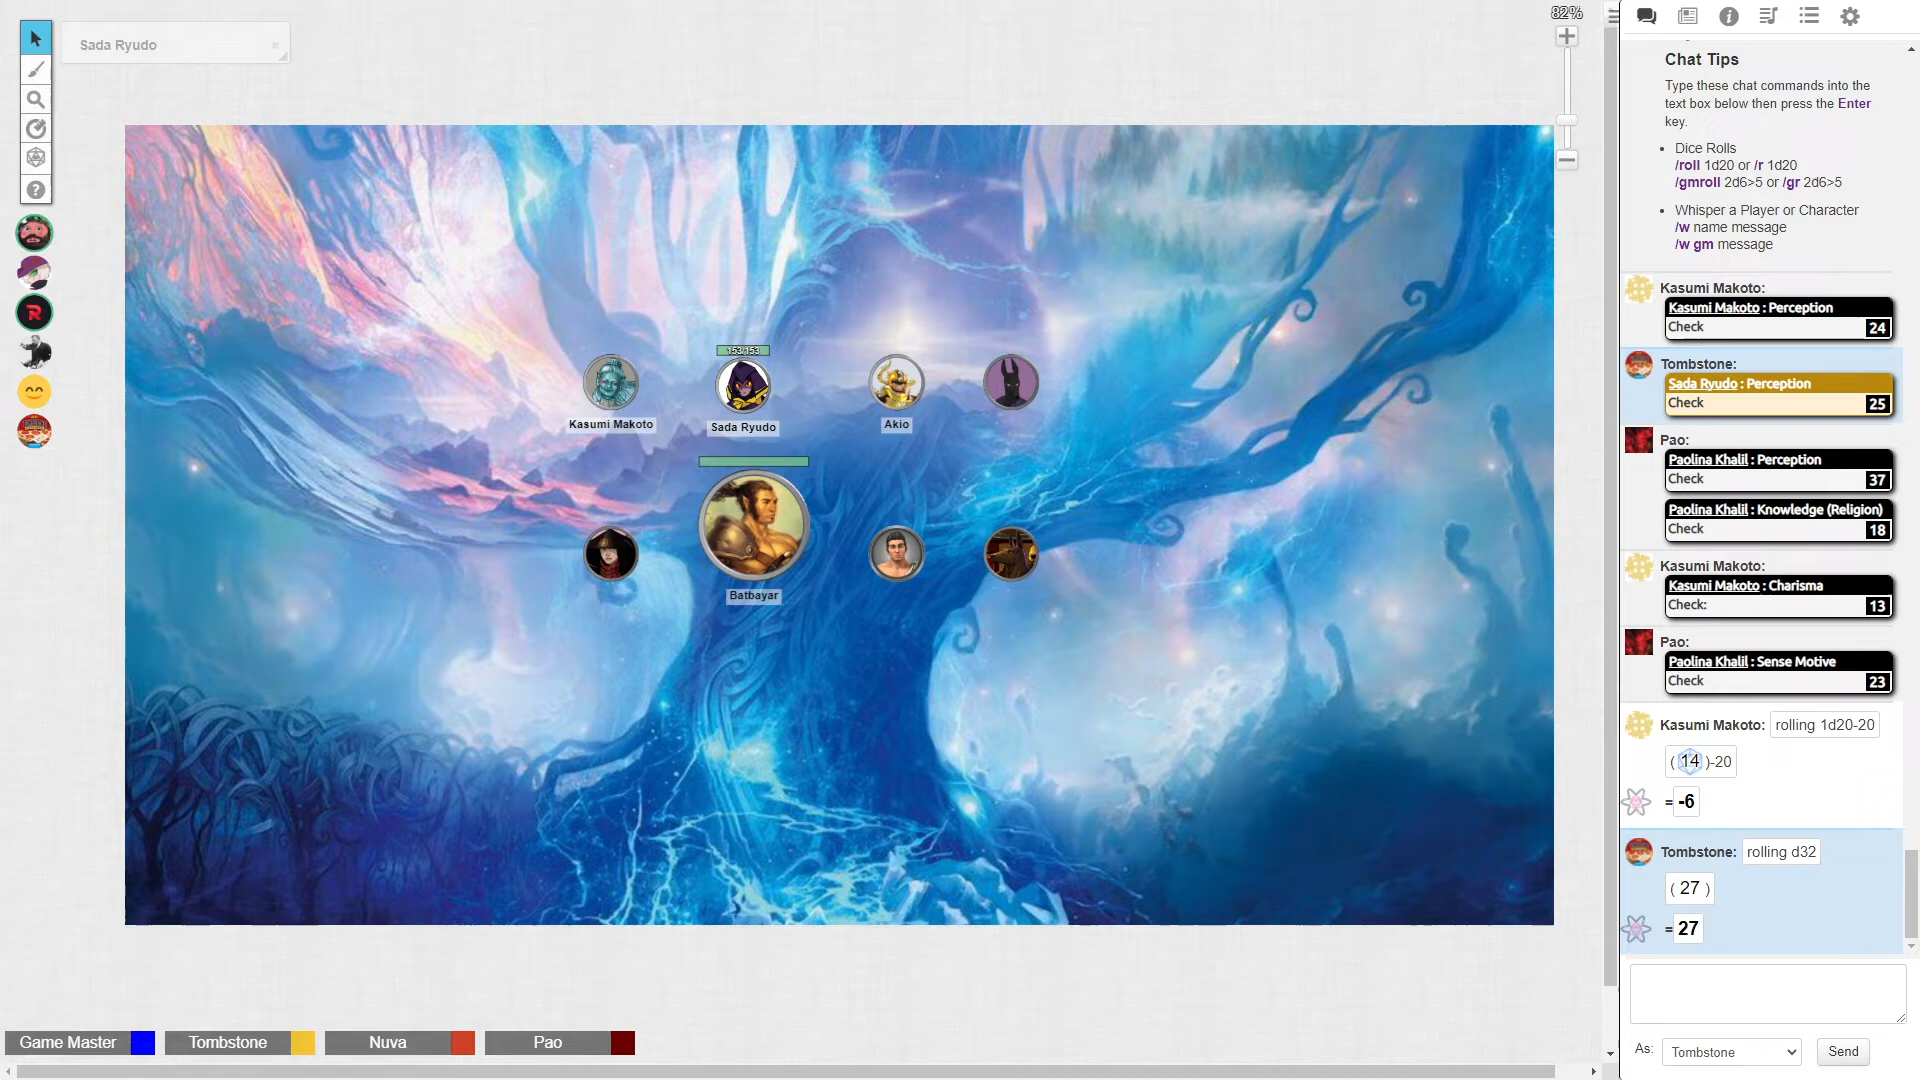 Sada Ryudo
82%
Chat Tips
Type these chat commands into the
text box below then press the Enter
key.
Dice Rolls
/roll 1d20 or /r 1d20
/gmroll 2d6>5 or /gr 2d6>5
Whisper a Player or Character
/w name message
/w gm message
Kasumi Makoto:
Kasumi Makoto : Perception
Check 24
Tombstone:
Sada Ryudo : Perception
Check 25
Pao:
Paolina Khalil : Perception
Check 37
Paolina Khalil : Knowledge (Religion)
Check 18
Kasumi Makoto:
Kasumi Makoto : Charisma
Check: 13
Pao:
Paolina Khalil : Sense Motive
Check 23
Kasumi Makoto: rolling 1d20-20
(14)-20
=-6
Tombstone: rolling d32
(27)
=27
As: Tombstone Send
153/153
Kasumi Makoto
Sada Ryudo
Akio
Batbayar
Game Master
Tombstone
Nuva
Pao